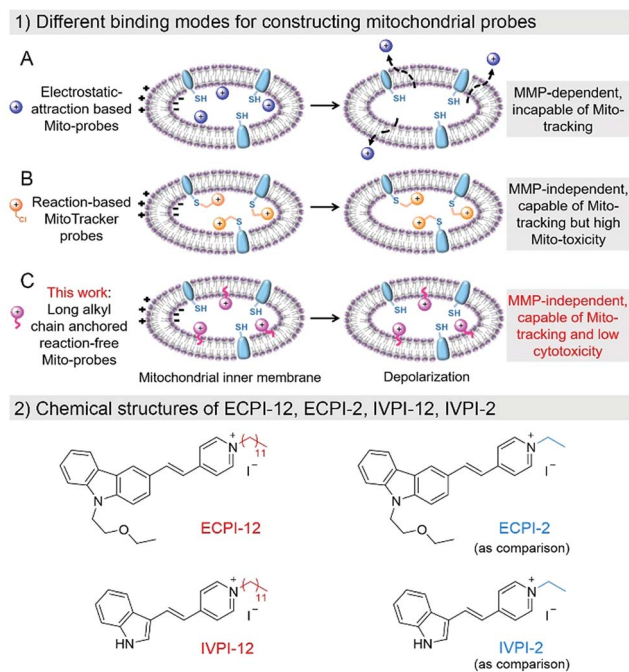 1) Different binding modes for constructing mitochondrial probes
A
Electrostatic-
attraction based
Mito-probes
+
+
+
+
-
-
-
SH
SH
SH
+
+
+
+
SH
SH
SH
+
+
+
MMP-dependent,
incapable of Mito-
tracking
B
+
Cl
Reaction-based
MitoTracker
probes
+
+
+
-
-
-
S
S
S
+
+
+
S
S
S
+
+
+
MMP-independent,
capable of Mito-
tracking but high
Mito-toxicity
C
+
This work:
Long alkyl
chain anchored
reaction-free
Mito-probes
+
+
+
-
-
-
SH
SH
SH
+
+
+
SH
SH
SH
+
+
+
MMP-independent,
capable of Mito-
tracking and low
cytotoxicity
Mitochondrial inner membrane
Depolarization
2) Chemical structures of ECPI-12, ECPI-2, IVPI-12, IVPI-2
N+
11
I−
N
O
ECPI-12
N+
I−
N
O
ECPI-2
(as comparison)
N+
11
I−
HN
IVPI-12
N+
I−
HN
IVPI-2
(as comparison)